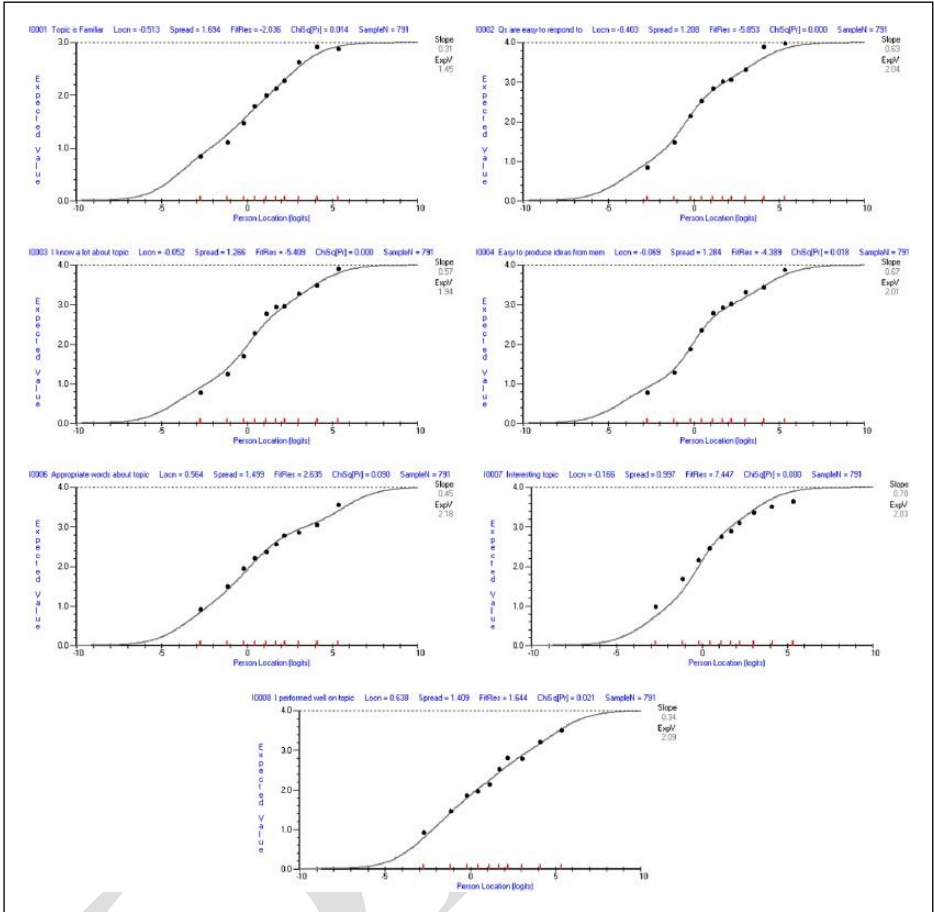 I0001 Topic is Familiar Locn = -0.513 Spread = 1.694 FitRes = -2.036 ChiSq[Pr] = 0.014 SampleN = 791
Slope
0.31
ExpV
1.45
3.0
2.0
1.0
0.0
Expected Value
-10 -5 0 5 10
Person Location (logits)
I0002 Qs are easy to respond to Locn = -0.403 Spread = 1.208 FitRes = -5.853 ChiSq[Pr] = 0.000 SampleN = 791
Slope
0.63
ExpV
2.04
4.0
3.0
2.0
1.0
0.0
Expected Value
-10 -5 0 5 10
Person Location (logits)
I0003 I know a lot about topic Locn = -0.052 Spread = 1.266 FitRes = -5.409 ChiSq[Pr] = 0.000 SampleN = 791
Slope
0.57
ExpV
1.94
4.0
3.0
2.0
1.0
0.0
Expected Value
-10 -5 0 5 10
Person Location (logits)
I0004 Easy to produce ideas from mem Locn = -0.069 Spread = 1.284 FitRes = -4.389 ChiSq[Pr] = 0.018 SampleN = 791
Slope
0.67
ExpV
2.01
4.0
3.0
2.0
1.0
0.0
Expected Value
-10 -5 0 5 10
Person Location (logits)
I0006 Appropriate words about topic Locn = 0.564 Spread = 1.499 FitRes = 2.635 ChiSq[Pr] = 0.098 SampleN = 791
Slope
0.45
ExpV
2.18
4.0
3.0
2.0
1.0
0.0
Expected Value
-10 -5 0 5 10
Person Location (logits)
I0007 Interesting topic Locn = -0.166 Spread = 0.997 FitRes = 7.447 ChiSq[Pr] = 0.000 SampleN = 791
Slope
0.70
ExpV
2.03
4.0
3.0
2.0
1.0
0.0
Expected Value
-10 -5 0 5 10
Person Location (logits)
I0008 I performed well on topic Locn = 0.638 Spread = 1.409 FitRes = 1.644 ChiSq[Pr] = 0.021 SampleN = 791
Slope
0.34
ExpV
2.09
4.0
3.0
2.0
1.0
0.0
Expected Value
-10 -5 0 5 10
Person Location (logits)